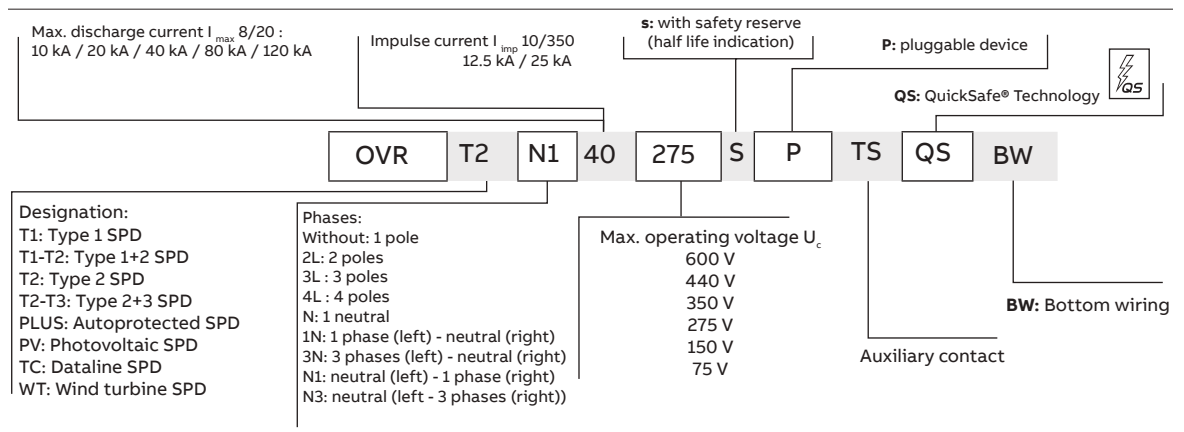 Max. discharge current I max 8/20 :
10 kA / 20 kA / 40 kA / 80 kA / 120 kA
Impulse current I imp 10/350
12.5 kA / 25 kA
s: with safety reserve
(half life indication)
P: pluggable device
QS: QuickSafe® Technology
QS
OVR T2 N1 40 275 S P TS QS BW
Designation:
T1: Type 1 SPD
T1-T2: Type 1+2 SPD
T2: Type 2 SPD
T2-T3: Type 2+3 SPD
PLUS: Autoprotected SPD
PV: Photovoltaic SPD
TC: Dataline SPD
WT: Wind turbine SPD
Phases:
Without: 1 pole
2L: 2 poles
3L : 3 poles
4L : 4 poles
N: 1 neutral
1N: 1 phase (left) - neutral (right)
3N: 3 phases (left) - neutral (right)
N1: neutral (left) - 1 phase (right)
N3: neutral (left - 3 phases (right))
Max. operating voltage Uc
600 V
440 V
350 V
275 V
150 V
75 V
Auxiliary contact
BW: Bottom wiring